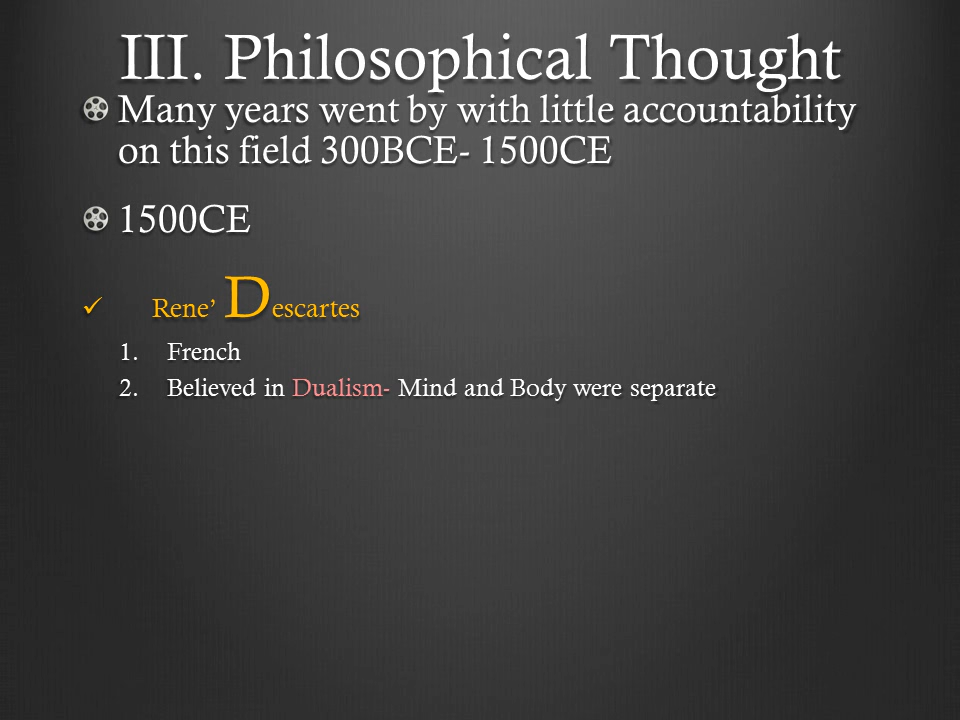 III. Philosophical Thought
Many years went by with little accountability
on this field 300BCE- 1500CE
1500CE
✓ Rene’ Descartes
1. French
2. Believed in Dualism- Mind and Body were separate